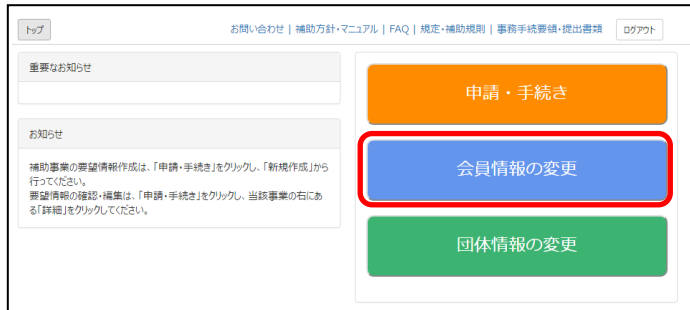 トップ
お問い合わせ | 補助方針・マニュアル | FAQ | 規定・補助規則 | 事務手続要領・提出書類
ログアウト
重要なお知らせ
お知らせ
補助事業の要望情報作成は、「申請・手続き」をクリックし、「新規作成」から
行ってください。
要望情報の確認・編集は、「申請・手続き」をクリックし、当該事業の右にあ
る「詳細」をクリックしてください。
申請・手続き
会員情報の変更
団体情報の変更